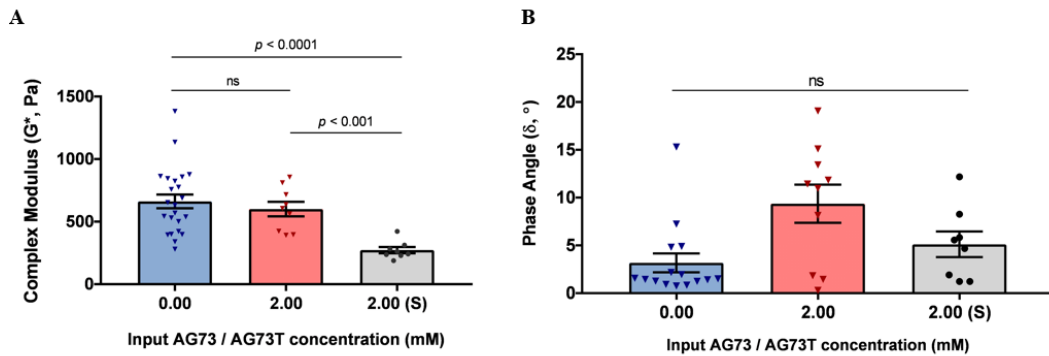 A
p < 0.0001
ns
p < 0.001
Complex Modulus (G*, Pa)
1500
1000
500
0
0.00
2.00
2.00 (S)
Input AG73 / AG73T concentration (mM)
B
ns
Phase Angle (δ, °)
25
20
15
10
5
0
0.00
2.00
2.00 (S)
Input AG73 / AG73T concentration (mM)